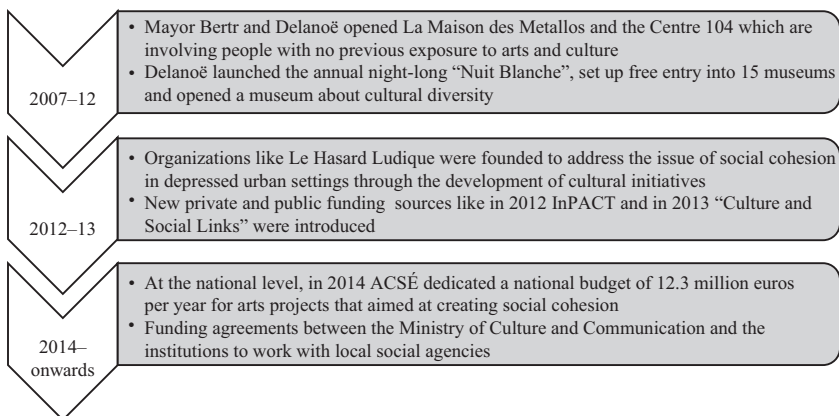 2007–12
• Mayor Bertr and Delanoë opened La Maison des Metallos and the Centre 104 which are
involving people with no previous exposure to arts and culture
• Delanoë launched the annual night-long “Nuit Blanche”, set up free entry into 15 museums
and opened a museum about cultural diversity
2012–13
• Organizations like Le Hasard Ludique were founded to address the issue of social cohesion
in depressed urban settings through the development of cultural initiatives
• New private and public funding sources like in 2012 InPACT and in 2013 “Culture and
Social Links” were introduced
2014–
onwards
• At the national level, in 2014 ACSÉ dedicated a national budget of 12.3 million euros
per year for arts projects that aimed at creating social cohesion
• Funding agreements between the Ministry of Culture and Communication and the
institutions to work with local social agencies